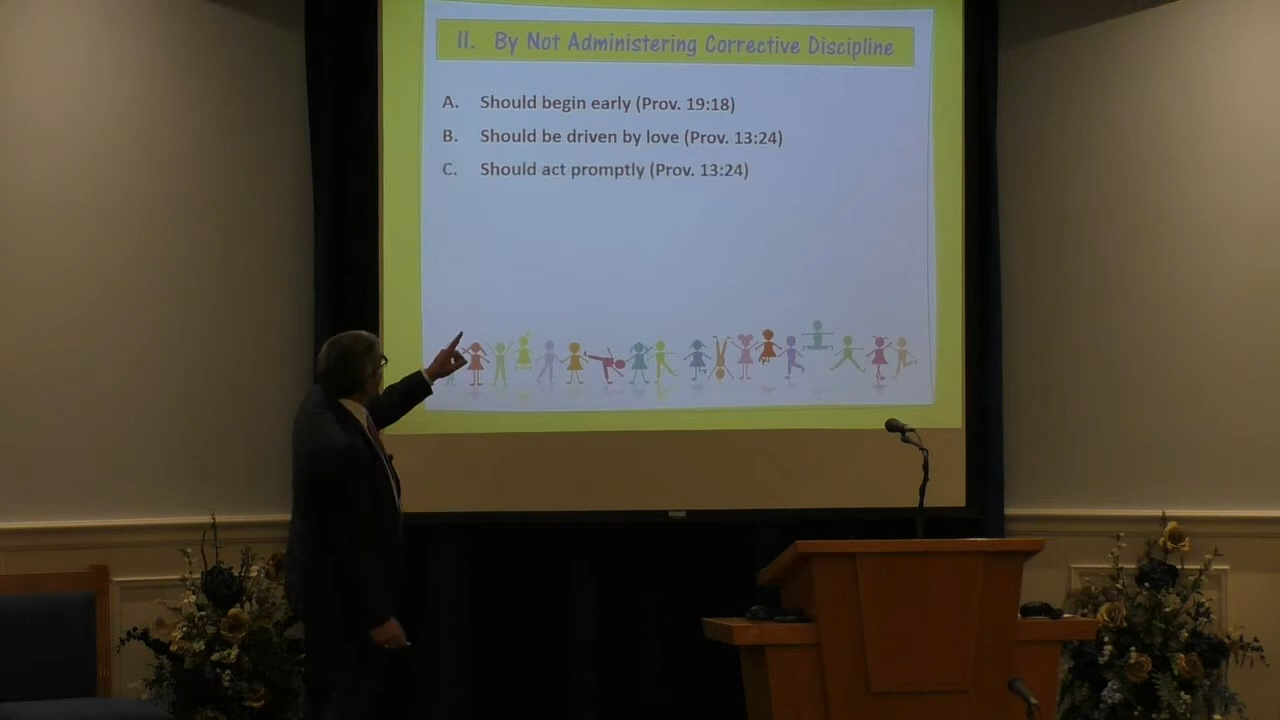 II. By Not Administering Corrective Discipline
A. Should begin early (Prov. 19:18)
B. Should be driven by love (Prov. 13:24)
C. Should act promptly (Prov. 13:24)